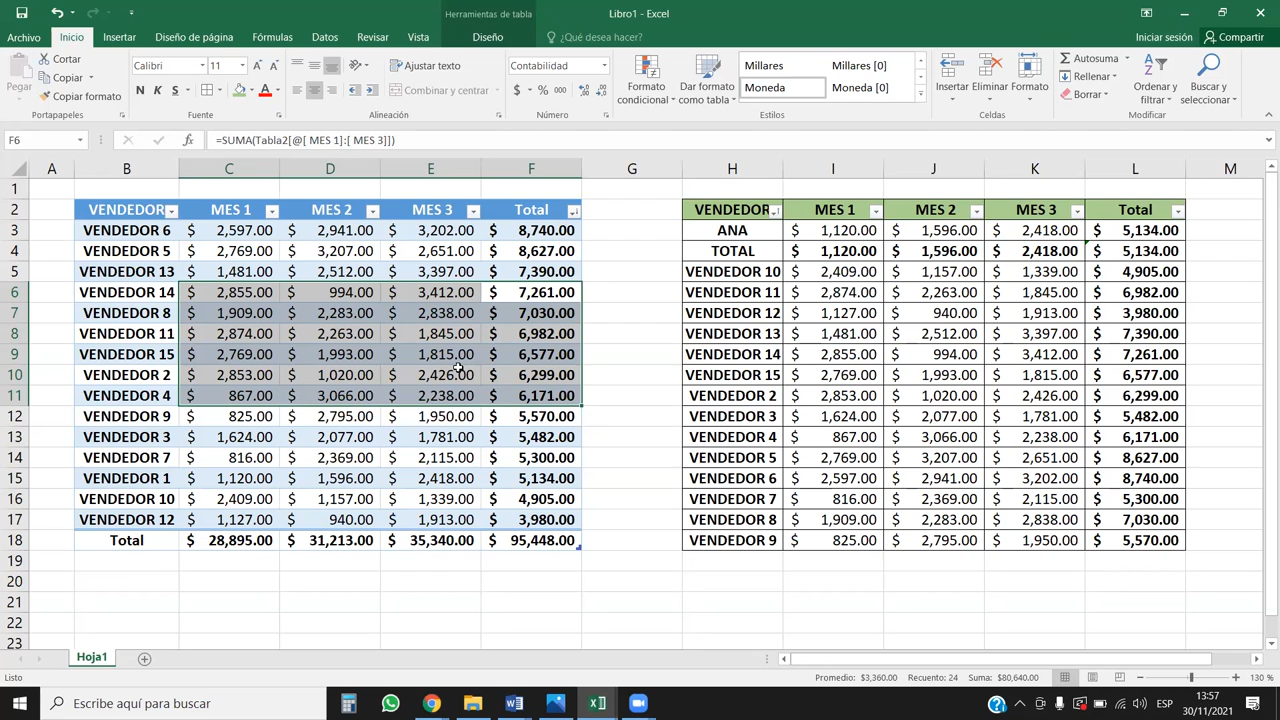 Herramientas de tabla
Libro1 - Excel
Archivo Inicio Insertar Diseño de página Fórmulas Datos Revisar Vista Diseño ¿Qué desea hacer? Iniciar sesión Compartir
Pegar Cortar Copiar Copiar formato Portapapeles
Calibri 11 N K S Fuente
Ajustar texto Combinar y centrar Alineación
Contabilidad $ % 000 Número
Formato condicional Dar formato como tabla Millares Millares [0] Moneda Moneda [0] Estilos
Insertar Eliminar Formato Celdas
Autosuma Rellenar Borrar Ordenar y filtrar Buscar y seleccionar Modificar
F6 fx =SUMA(Tabla2[@[ MES 1]:[ MES 3]])
A B C D E F G H I J K L M
1
2 VENDEDOR MES 1 MES 2 MES 3 Total VENDEDOR MES 1 MES 2 MES 3 Total
3 VENDEDOR 6 $ 2,597.00 $ 2,941.00 $ 3,202.00 $ 8,740.00 ANA $ 1,120.00 $ 1,596.00 $ 2,418.00 $ 5,134.00
4 VENDEDOR 5 $ 2,769.00 $ 3,207.00 $ 2,651.00 $ 8,627.00 TOTAL $ 1,120.00 $ 1,596.00 $ 2,418.00 $ 5,134.00
5 VENDEDOR 13 $ 1,481.00 $ 2,512.00 $ 3,397.00 $ 7,390.00 VENDEDOR 10 $ 2,409.00 $ 1,157.00 $ 1,339.00 $ 4,905.00
6 VENDEDOR 14 $ 2,855.00 $ 994.00 $ 3,412.00 $ 7,261.00 VENDEDOR 11 $ 2,874.00 $ 2,263.00 $ 1,845.00 $ 6,982.00
7 VENDEDOR 8 $ 1,909.00 $ 2,283.00 $ 2,838.00 $ 7,030.00 VENDEDOR 12 $ 1,127.00 $ 940.00 $ 1,913.00 $ 3,980.00
8 VENDEDOR 11 $ 2,874.00 $ 2,263.00 $ 1,845.00 $ 6,982.00 VENDEDOR 13 $ 1,481.00 $ 2,512.00 $ 3,397.00 $ 7,390.00
9 VENDEDOR 15 $ 2,769.00 $ 1,993.00 $ 1,815.00 $ 6,577.00 VENDEDOR 14 $ 2,855.00 $ 994.00 $ 3,412.00 $ 7,261.00
10 VENDEDOR 2 $ 2,853.00 $ 1,020.00 $ 2,426.00 $ 6,299.00 VENDEDOR 15 $ 2,769.00 $ 1,993.00 $ 1,815.00 $ 6,577.00
11 VENDEDOR 4 $ 867.00 $ 3,066.00 $ 2,238.00 $ 6,171.00 VENDEDOR 2 $ 2,853.00 $ 1,020.00 $ 2,426.00 $ 6,299.00
12 VENDEDOR 9 $ 825.00 $ 2,795.00 $ 1,950.00 $ 5,570.00 VENDEDOR 3 $ 1,624.00 $ 2,077.00 $ 1,781.00 $ 5,482.00
13 VENDEDOR 3 $ 1,624.00 $ 2,077.00 $ 1,781.00 $ 5,482.00 VENDEDOR 4 $ 867.00 $ 3,066.00 $ 2,238.00 $ 6,171.00
14 VENDEDOR 7 $ 816.00 $ 2,369.00 $ 2,115.00 $ 5,300.00 VENDEDOR 5 $ 2,769.00 $ 3,207.00 $ 2,651.00 $ 8,627.00
15 VENDEDOR 1 $ 1,120.00 $ 1,596.00 $ 2,418.00 $ 5,134.00 VENDEDOR 6 $ 2,597.00 $ 2,941.00 $ 3,202.00 $ 8,740.00
16 VENDEDOR 10 $ 2,409.00 $ 1,157.00 $ 1,339.00 $ 4,905.00 VENDEDOR 7 $ 816.00 $ 2,369.00 $ 2,115.00 $ 5,300.00
17 VENDEDOR 12 $ 1,127.00 $ 940.00 $ 1,913.00 $ 3,980.00 VENDEDOR 8 $ 1,909.00 $ 2,283.00 $ 2,838.00 $ 7,030.00
18 Total $ 28,895.00 $ 31,213.00 $ 35,340.00 $ 95,448.00 VENDEDOR 9 $ 825.00 $ 2,795.00 $ 1,950.00 $ 5,570.00
19
20
21
22
23
Hoja1
Listo Promedio: $3,360.00 Recuento: 24 Suma: $80,640.00 130 %
Escribe aquí para buscar ESP 13:57
30/11/2021